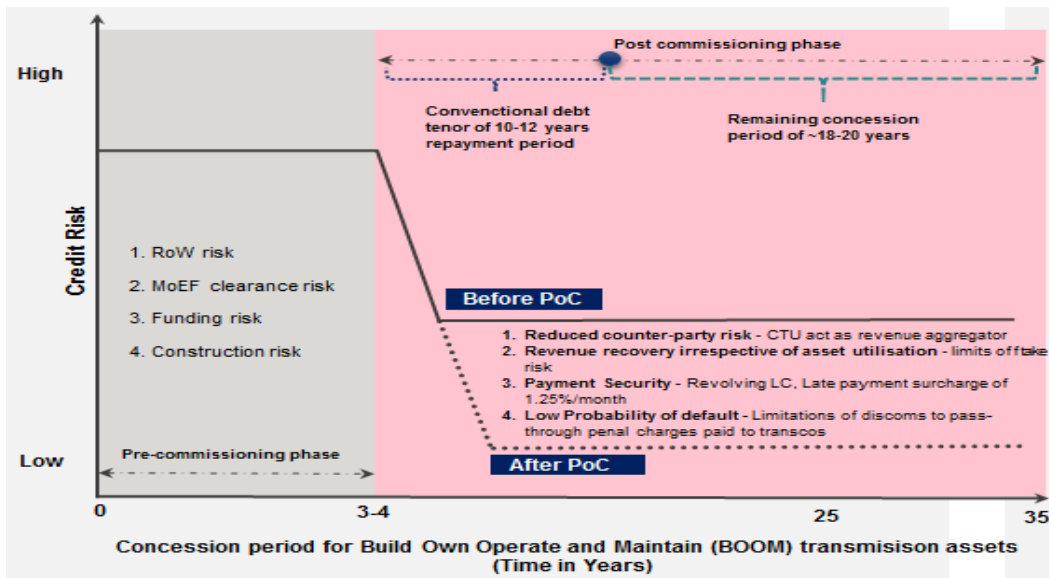 High
Credit Risk
Low
Post commissioning phase
Convenctional debt
tenor of 10-12 years
repayment period
Remaining concession
period of ~18-20 years
1. RoW risk
2. MoEF clearance risk
3. Funding risk
4. Construction risk
Before PoC
1. Reduced counter-party risk - CTU act as revenue aggregator
2. Revenue recovery irrespective of asset utilisation - limits offtake
risk
3. Payment Security - Revolving LC, Late payment surcharge of
1.25%/month
4. Low Probability of default - Limitations of discoms to pass-
through penal charges paid to transcos
Pre-commissioning phase
After PoC
0
3-4
25
35
Concession period for Build Own Operate and Maintain (BOOM) transmisison assets
(Time in Years)